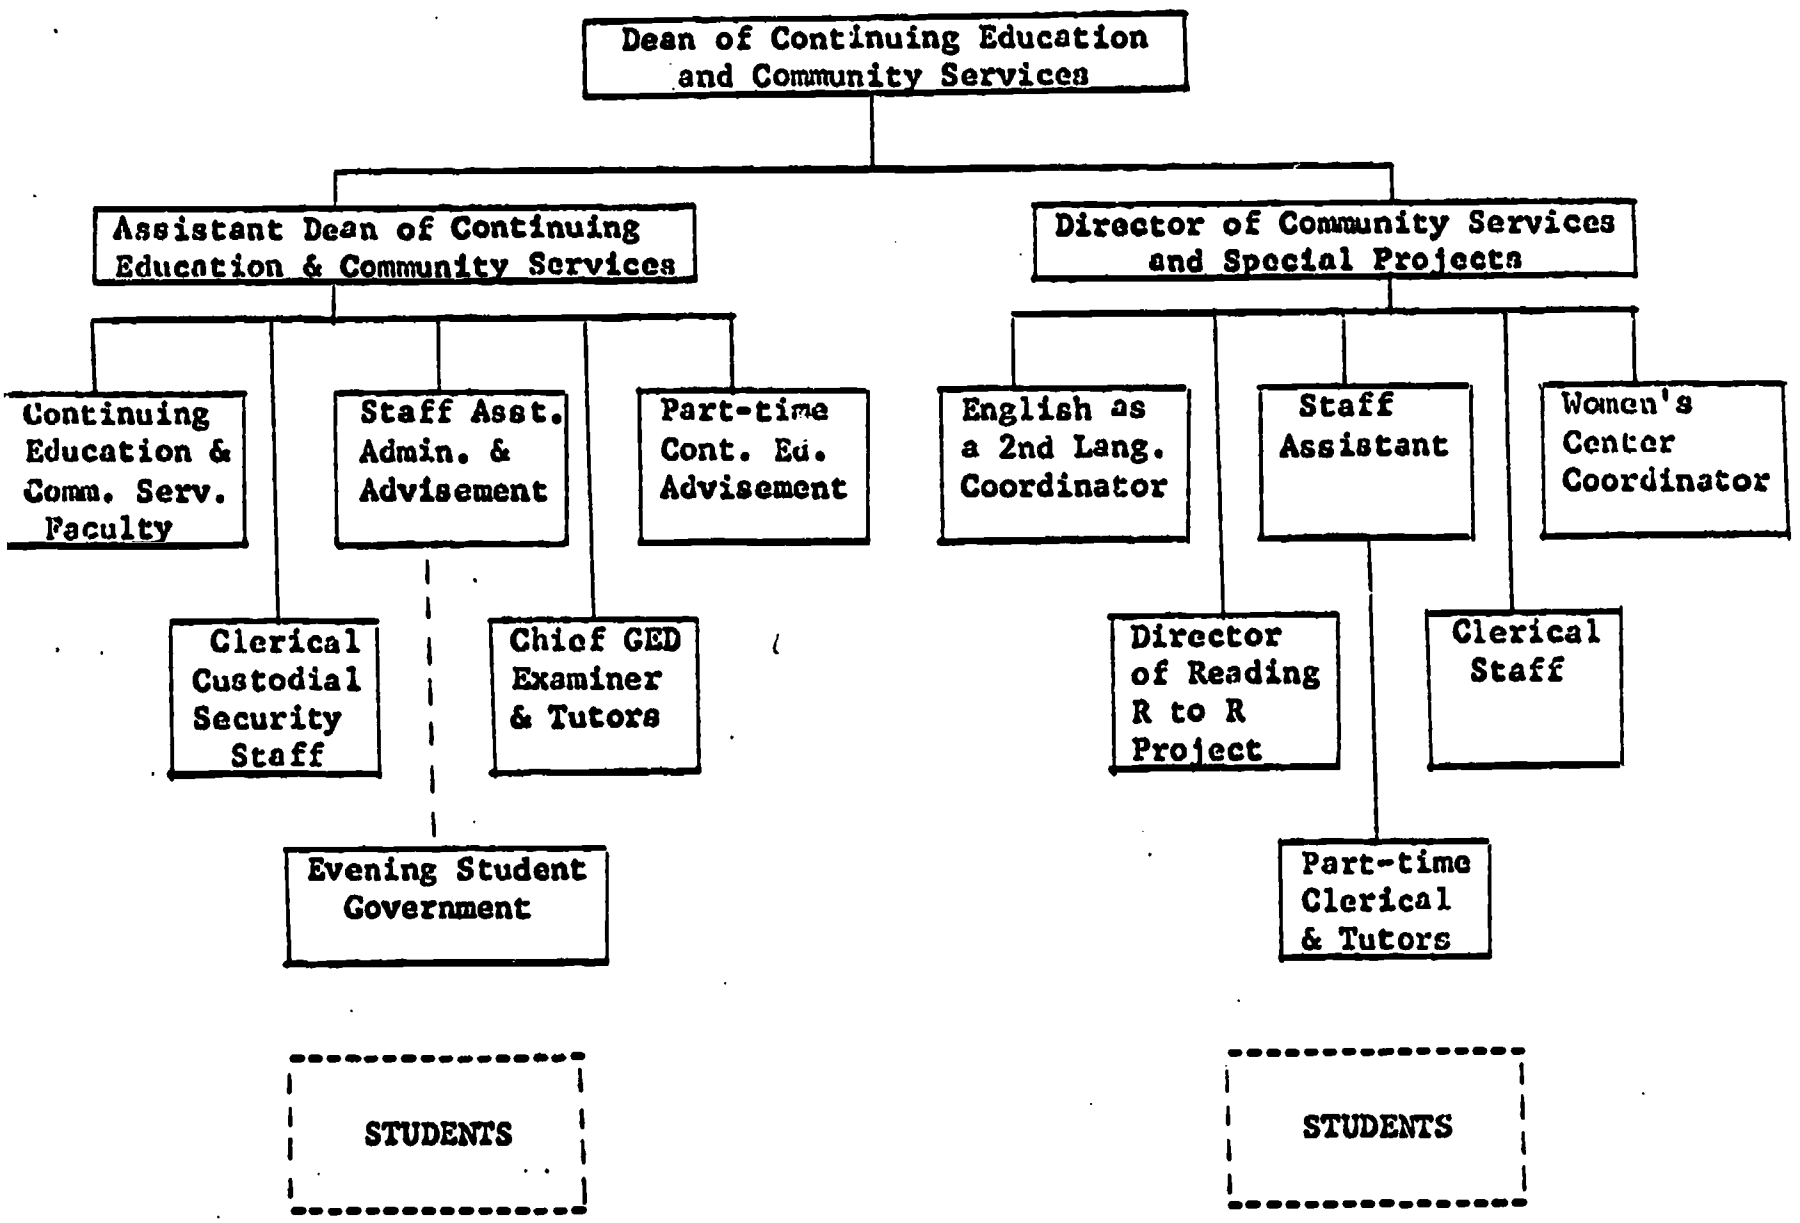 Dean of Continuing Education
and Community Services
Assistant Dean of Continuing
Education & Community Services
Director of Community Services
and Special Projects
Continuing
Education &
Comm. Serv.
Faculty
Staff Asst.
Admin. &
Advisement
Part-time
Cont. Ed.
Advisement
English as
a 2nd Lang.
Coordinator
Staff
Assistant
Women's
Center
Coordinator
Clerical
Custodial
Security
Staff
Chief GED
Examiner
& Tutors
Director
of Reading
R to R
Project
Clerical
Staff
Evening Student
Government
Part-time
Clerical
& Tutors
STUDENTS
STUDENTS